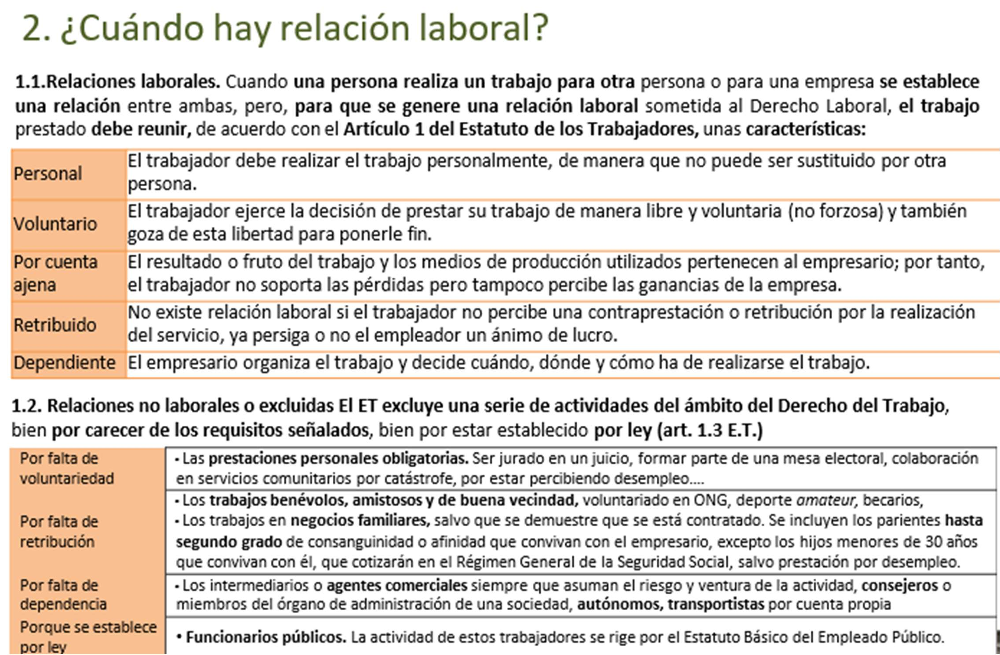 2. ¿Cuándo hay relación laboral?
1.1.Relaciones laborales. Cuando una persona realiza un trabajo para otra persona o para una empresa se establece
una relación entre ambas, pero, para que se genere una relación laboral sometida al Derecho Laboral, el trabajo
prestado debe reunir, de acuerdo con el Artículo 1 del Estatuto de los Trabajadores, unas características:
Personal
El trabajador debe realizar el trabajo personalmente, de manera que no puede ser sustituido por otra
persona.
Voluntario
El trabajador ejerce la decisión de prestar su trabajo de manera libre y voluntaria (no forzosa) y también
goza de esta libertad para ponerle fin.
Por cuenta
ajena
El resultado o fruto del trabajo y los medios de producción utilizados pertenecen al empresario; por tanto,
el trabajador no soporta las pérdidas pero tampoco percibe las ganancias de la empresa.
Retribuido
No existe relación laboral si el trabajador no percibe una contraprestación o retribución por la realización
del servicio, ya persiga o no el empleador un ánimo de lucro.
Dependiente
El empresario organiza el trabajo y decide cuándo, dónde y cómo ha de realizarse el trabajo.
1.2. Relaciones no laborales o excluidas El ET excluye una serie de actividades del ámbito del Derecho del Trabajo,
bien por carecer de los requisitos señalados, bien por estar establecido por ley (art. 1.3 E.T.)
Por falta de
voluntariedad
▪ Las prestaciones personales obligatorias. Ser jurado en un juicio, formar parte de una mesa electoral, colaboración
en servicios comunitarios por catástrofe, por estar percibiendo desempleo....
Por falta de
retribución
▪ Los trabajos benévolos, amistosos y de buena vecindad, voluntariado en ONG, deporte amateur, becarios,
▪ Los trabajos en negocios familiares, salvo que se demuestre que se está contratado. Se incluyen los parientes hasta
segundo grado de consanguinidad o afinidad que convivan con el empresario, excepto los hijos menores de 30 años
que convivan con él, que cotizarán en el Régimen General de la Seguridad Social, salvo prestación por desempleo.
Por falta de
dependencia
▪ Los intermediarios o agentes comerciales siempre que asuman el riesgo y ventura de la actividad, consejeros o
miembros del órgano de administración de una sociedad, autónomos, transportistas por cuenta propia
Porque se establece
por ley
• Funcionarios públicos. La actividad de estos trabajadores se rige por el Estatuto Básico del Empleado Público.